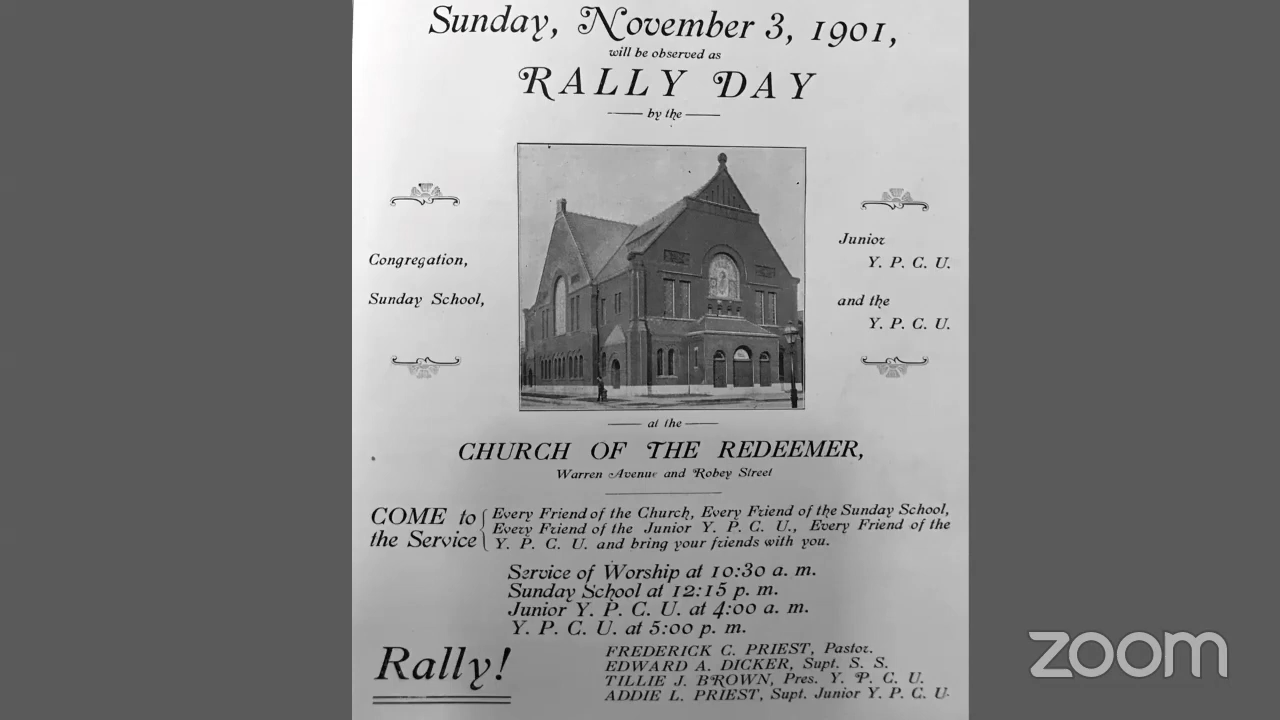 Sunday, November 3, 1901,
will be observed as
RALLY DAY
by the
Congregation,
Sunday School,
Junior
Y. P. C. U.
and the
Y. P. C. U.
at the
CHURCH OF THE REDEEMER,
Warren Avenue and Robey Street
COME to
the Service
Every Friend of the Church, Every Friend of the Sunday School,
Every Friend of the Junior Y. P. C. U., Every Friend of the
Y. P. C. U. and bring your friends with you.
Service of Worship at 10:30 a. m.
Sunday School at 12:15 p. m.
Junior Y. P. C. U. at 4:00 a. m.
Y. P. C. U. at 5:00 p. m.
Rally!
FREDERICK C. PRIEST, Pastor.
EDWARD A. DICKER, Supt. S. S.
TILLIE J. BROWN, Pres. Y. P. C. U.
ADDIE L. PRIEST, Supt. Junior Y. P. C. U.
zoom